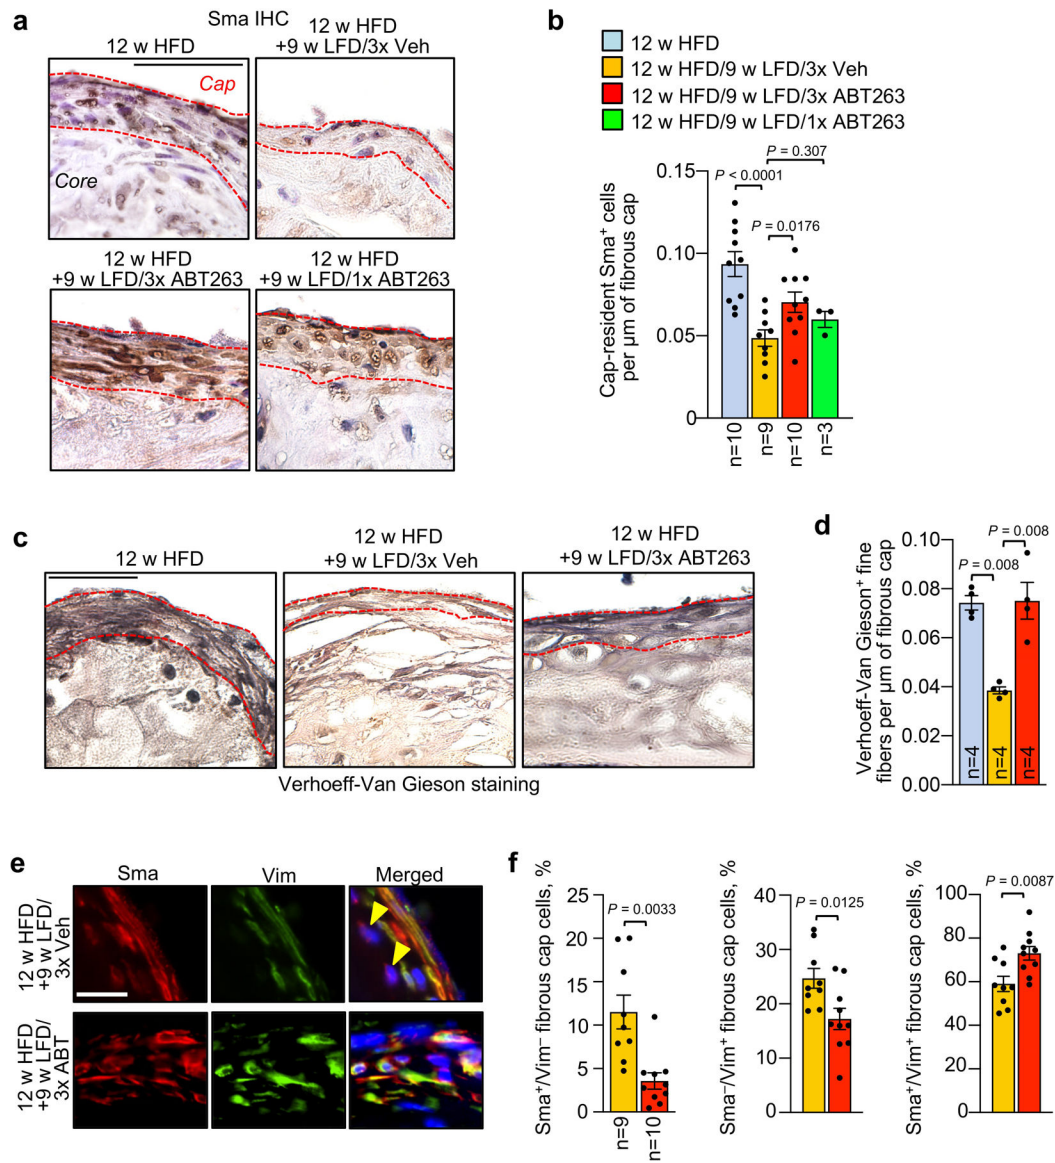 a
Sma IHC
12 w HFD
12 w HFD
+9 w LFD/3x Veh
Cap
Core
12 w HFD
+9 w LFD/3x ABT263
12 w HFD
+9 w LFD/1x ABT263
b
12 w HFD
12 w HFD/9 w LFD/3x Veh
12 w HFD/9 w LFD/3x ABT263
12 w HFD/9 w LFD/1x ABT263
Cap-resident Sma⁺ cells
per μm of fibrous cap
0.15
0.10
0.05
0
P = 0.307
P < 0.0001
P = 0.0176
n=10
n=9
n=10
n=3
c
12 w HFD
12 w HFD
+9 w LFD/3x Veh
12 w HFD
+9 w LFD/3x ABT263
Verhoeff-Van Gieson staining
d
Verhoeff-Van Gieson⁺ fine
fibers per μm of fibrous cap
0.10
0.08
0.06
0.04
0.02
0.00
P = 0.008
P = 0.008
n=4
n=4
n=4
e
Sma
Vim
Merged
12 w HFD
+9 w LFD/
3x Veh
12 w HFD
+9 w LFD/
3x ABT
f
Sma⁺/Vim⁻ fibrous cap cells, %
25
20
15
10
5
0
P = 0.0033
n=9
n=10
Sma⁻/Vim⁺ fibrous cap cells, %
40
30
20
10
0
P = 0.0125
Sma⁺/Vim⁺ fibrous cap cells, %
100
80
60
40
20
0
P = 0.0087